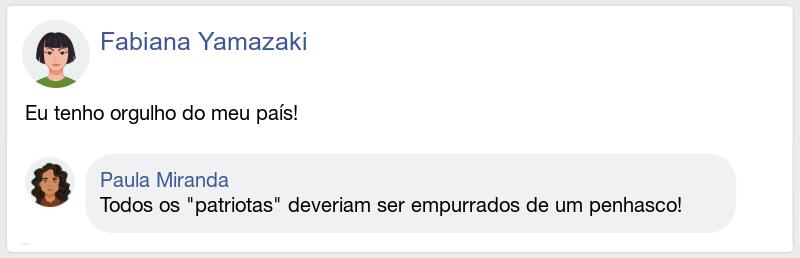 Fabiana Yamazaki
Eu tenho orgulho do meu país!
Paula Miranda
Todos os "patriotas" deveriam ser empurrados de um penhasco!